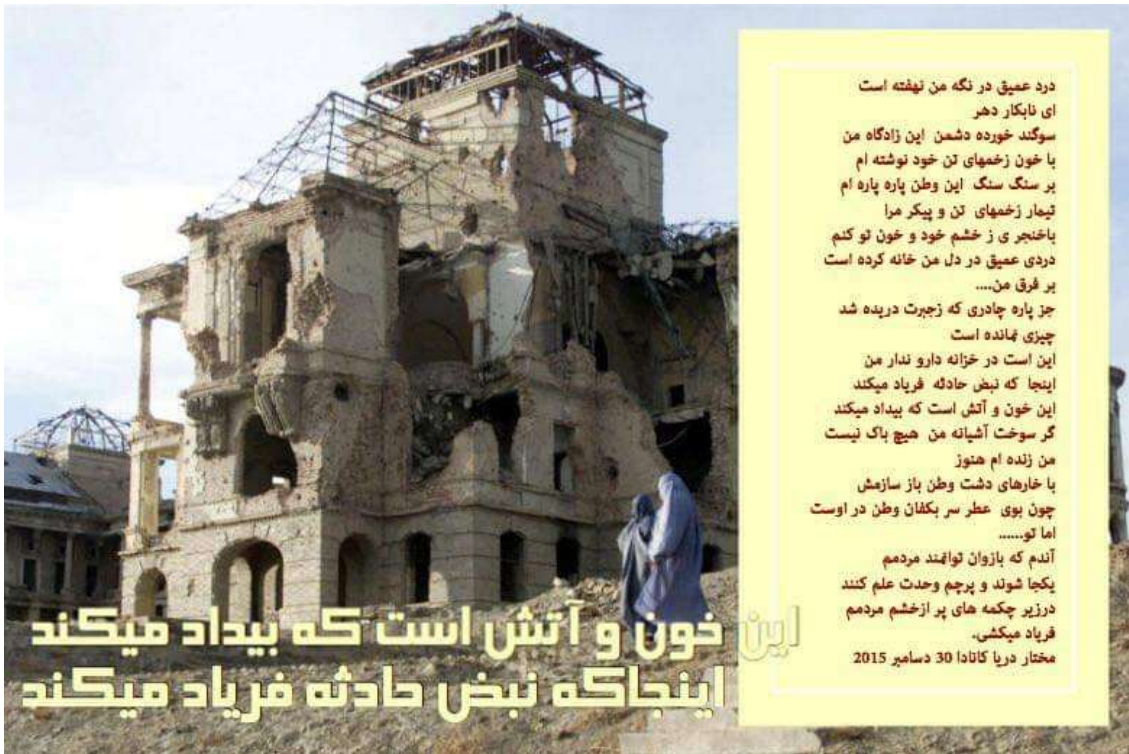 درد عمیق در نگه من نهفته است
ای نابکار دهر
سوگند خورده دشمن این زادگاه من
با خون زخمهای تن خود نوشته ام
بر سنگ سنگ این وطن پاره پاره ام
تیمار زخمهای تن و پیکر مرا
باخنجر ی ز خشم خود و خون تو کنم
دردی عمیق در دل من خانه کرده است
بر فرق من....
جز پاره چادری که زجبرت دریده شد
چیزی نمانده است
این است در خزانه دارو ندار من
اینجا که نبض حادثه فریاد میکند
این خون و آتش است که بیداد میکند
گر سوخت آشیانه من هیچ باک نیست
من زنده ام هنوز
با خارهای دشت وطن باز سازمش
چون بوی عطر سر بکفان وطن در اوست
اما تو......
آندم که بازوان توانمند مردمم
یکجا شوند و پرچم وحدت علم کنند
درزیر چکمه های پر ازخشم مردمم
فریاد میکشی.
مختار دریا کانادا 30 دسامبر 2015
این خون و آتش است که بیداد میکند
اینجاکه نبض حادثه فریاد میکند